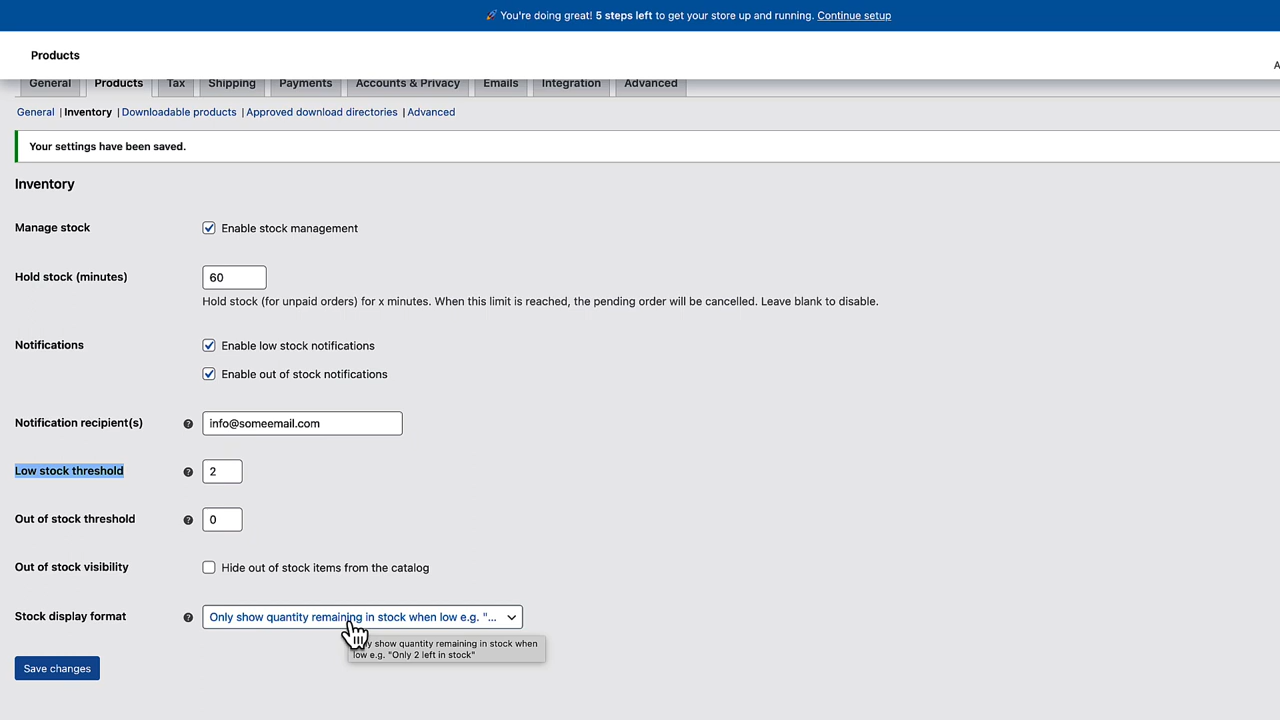 🚀 You're doing great! 5 steps left to get your store up and running. Continue setup
Products
A
General Products Tax Shipping Payments Accounts & Privacy Emails Integration Advanced
General | Inventory | Downloadable products | Approved download directories | Advanced
Your settings have been saved.
Inventory
Manage stock Enable stock management
Hold stock (minutes) 60
Hold stock (for unpaid orders) for x minutes. When this limit is reached, the pending order will be cancelled. Leave blank to disable.
Notifications Enable low stock notifications
Enable out of stock notifications
Notification recipient(s) ? info@someemail.com
Low stock threshold ? 2
Out of stock threshold ? 0
Out of stock visibility Hide out of stock items from the catalog
Stock display format ? Only show quantity remaining in stock when low e.g. "...
show quantity remaining in stock when
low e.g. "Only 2 left in stock"
Save changes